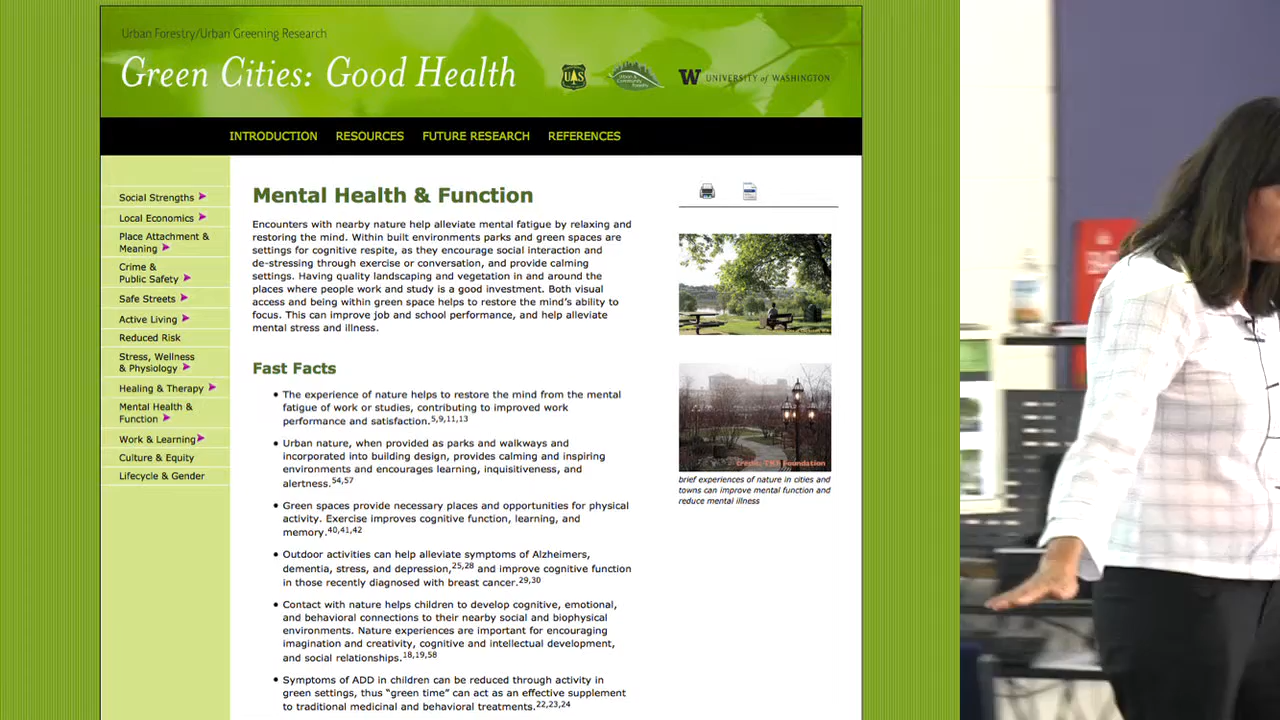 Urban Forestry/Urban Greening Research
Green Cities: Good Health
UAS
Urban &
Community
Forestry
W UNIVERSITY of WASHINGTON
INTRODUCTION RESOURCES FUTURE RESEARCH REFERENCES
Social Strengths
Local Economics
Place Attachment &
Meaning
Crime &
Public Safety
Safe Streets
Active Living
Reduced Risk
Stress, Wellness
& Physiology
Healing & Therapy
Mental Health &
Function
Work & Learning
Culture & Equity
Lifecycle & Gender
Mental Health & Function
Encounters with nearby nature help alleviate mental fatigue by relaxing and
restoring the mind. Within built environments parks and green spaces are
settings for cognitive respite, as they encourage social interaction and
de-stressing through exercise or conversation, and provide calming
settings. Having quality landscaping and vegetation in and around the
places where people work and study is a good investment. Both visual
access and being within green space helps to restore the mind’s ability to
focus. This can improve job and school performance, and help alleviate
mental stress and illness.
Fast Facts
• The experience of nature helps to restore the mind from the mental
fatigue of work or studies, contributing to improved work
performance and satisfaction.5,9,11,13
• Urban nature, when provided as parks and walkways and
incorporated into building design, provides calming and inspiring
environments and encourages learning, inquisitiveness, and
alertness.54,57
• Green spaces provide necessary places and opportunities for physical
activity. Exercise improves cognitive function, learning, and
memory.40,41,42
• Outdoor activities can help alleviate symptoms of Alzheimers,
dementia, stress, and depression,25,28 and improve cognitive function
in those recently diagnosed with breast cancer.29,30
• Contact with nature helps children to develop cognitive, emotional,
and behavioral connections to their nearby social and biophysical
environments. Nature experiences are important for encouraging
imagination and creativity, cognitive and intellectual development,
and social relationships.18,19,58
• Symptoms of ADD in children can be reduced through activity in
green settings, thus “green time” can act as an effective supplement
to traditional medicinal and behavioral treatments.22,23,24
Foundation
brief experiences of nature in cities and
towns can improve mental function and
reduce mental illness